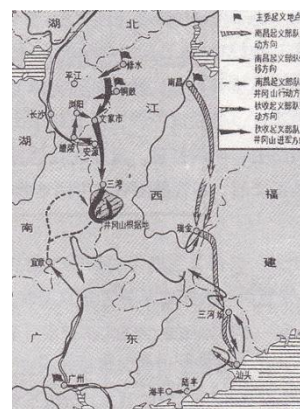 湖
北
江
西
湖
南
福
建
广
东
修水
铜鼓
平江
浏阳
文家市
长沙
醴陵
安源
南昌
三湾
井冈山根据地
宜章
瑞金
三河坝
汕头
广州
海丰
陆丰
主要起义地点
南昌起义部队
动方向
南昌起义部队
移方向
南昌起义部队
井冈山行动方
秋收起义部队
动方向
秋收起义部队
井冈山进军方